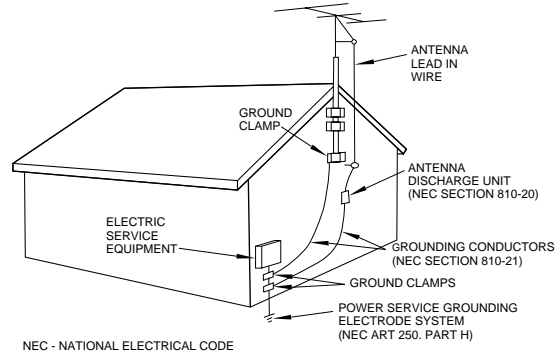 ANTENNA
LEAD IN
WIRE
GROUND
CLAMP
ANTENNA
DISCHARGE UNIT
(NEC SECTION 810-20)
ELECTRIC
SERVICE
EQUIPMENT
GROUNDING CONDUCTORS
(NEC SECTION 810-21)
GROUND CLAMPS
POWER SERVICE GROUNDING
ELECTRODE SYSTEM
(NEC ART 250. PART H)
NEC - NATIONAL ELECTRICAL CODE